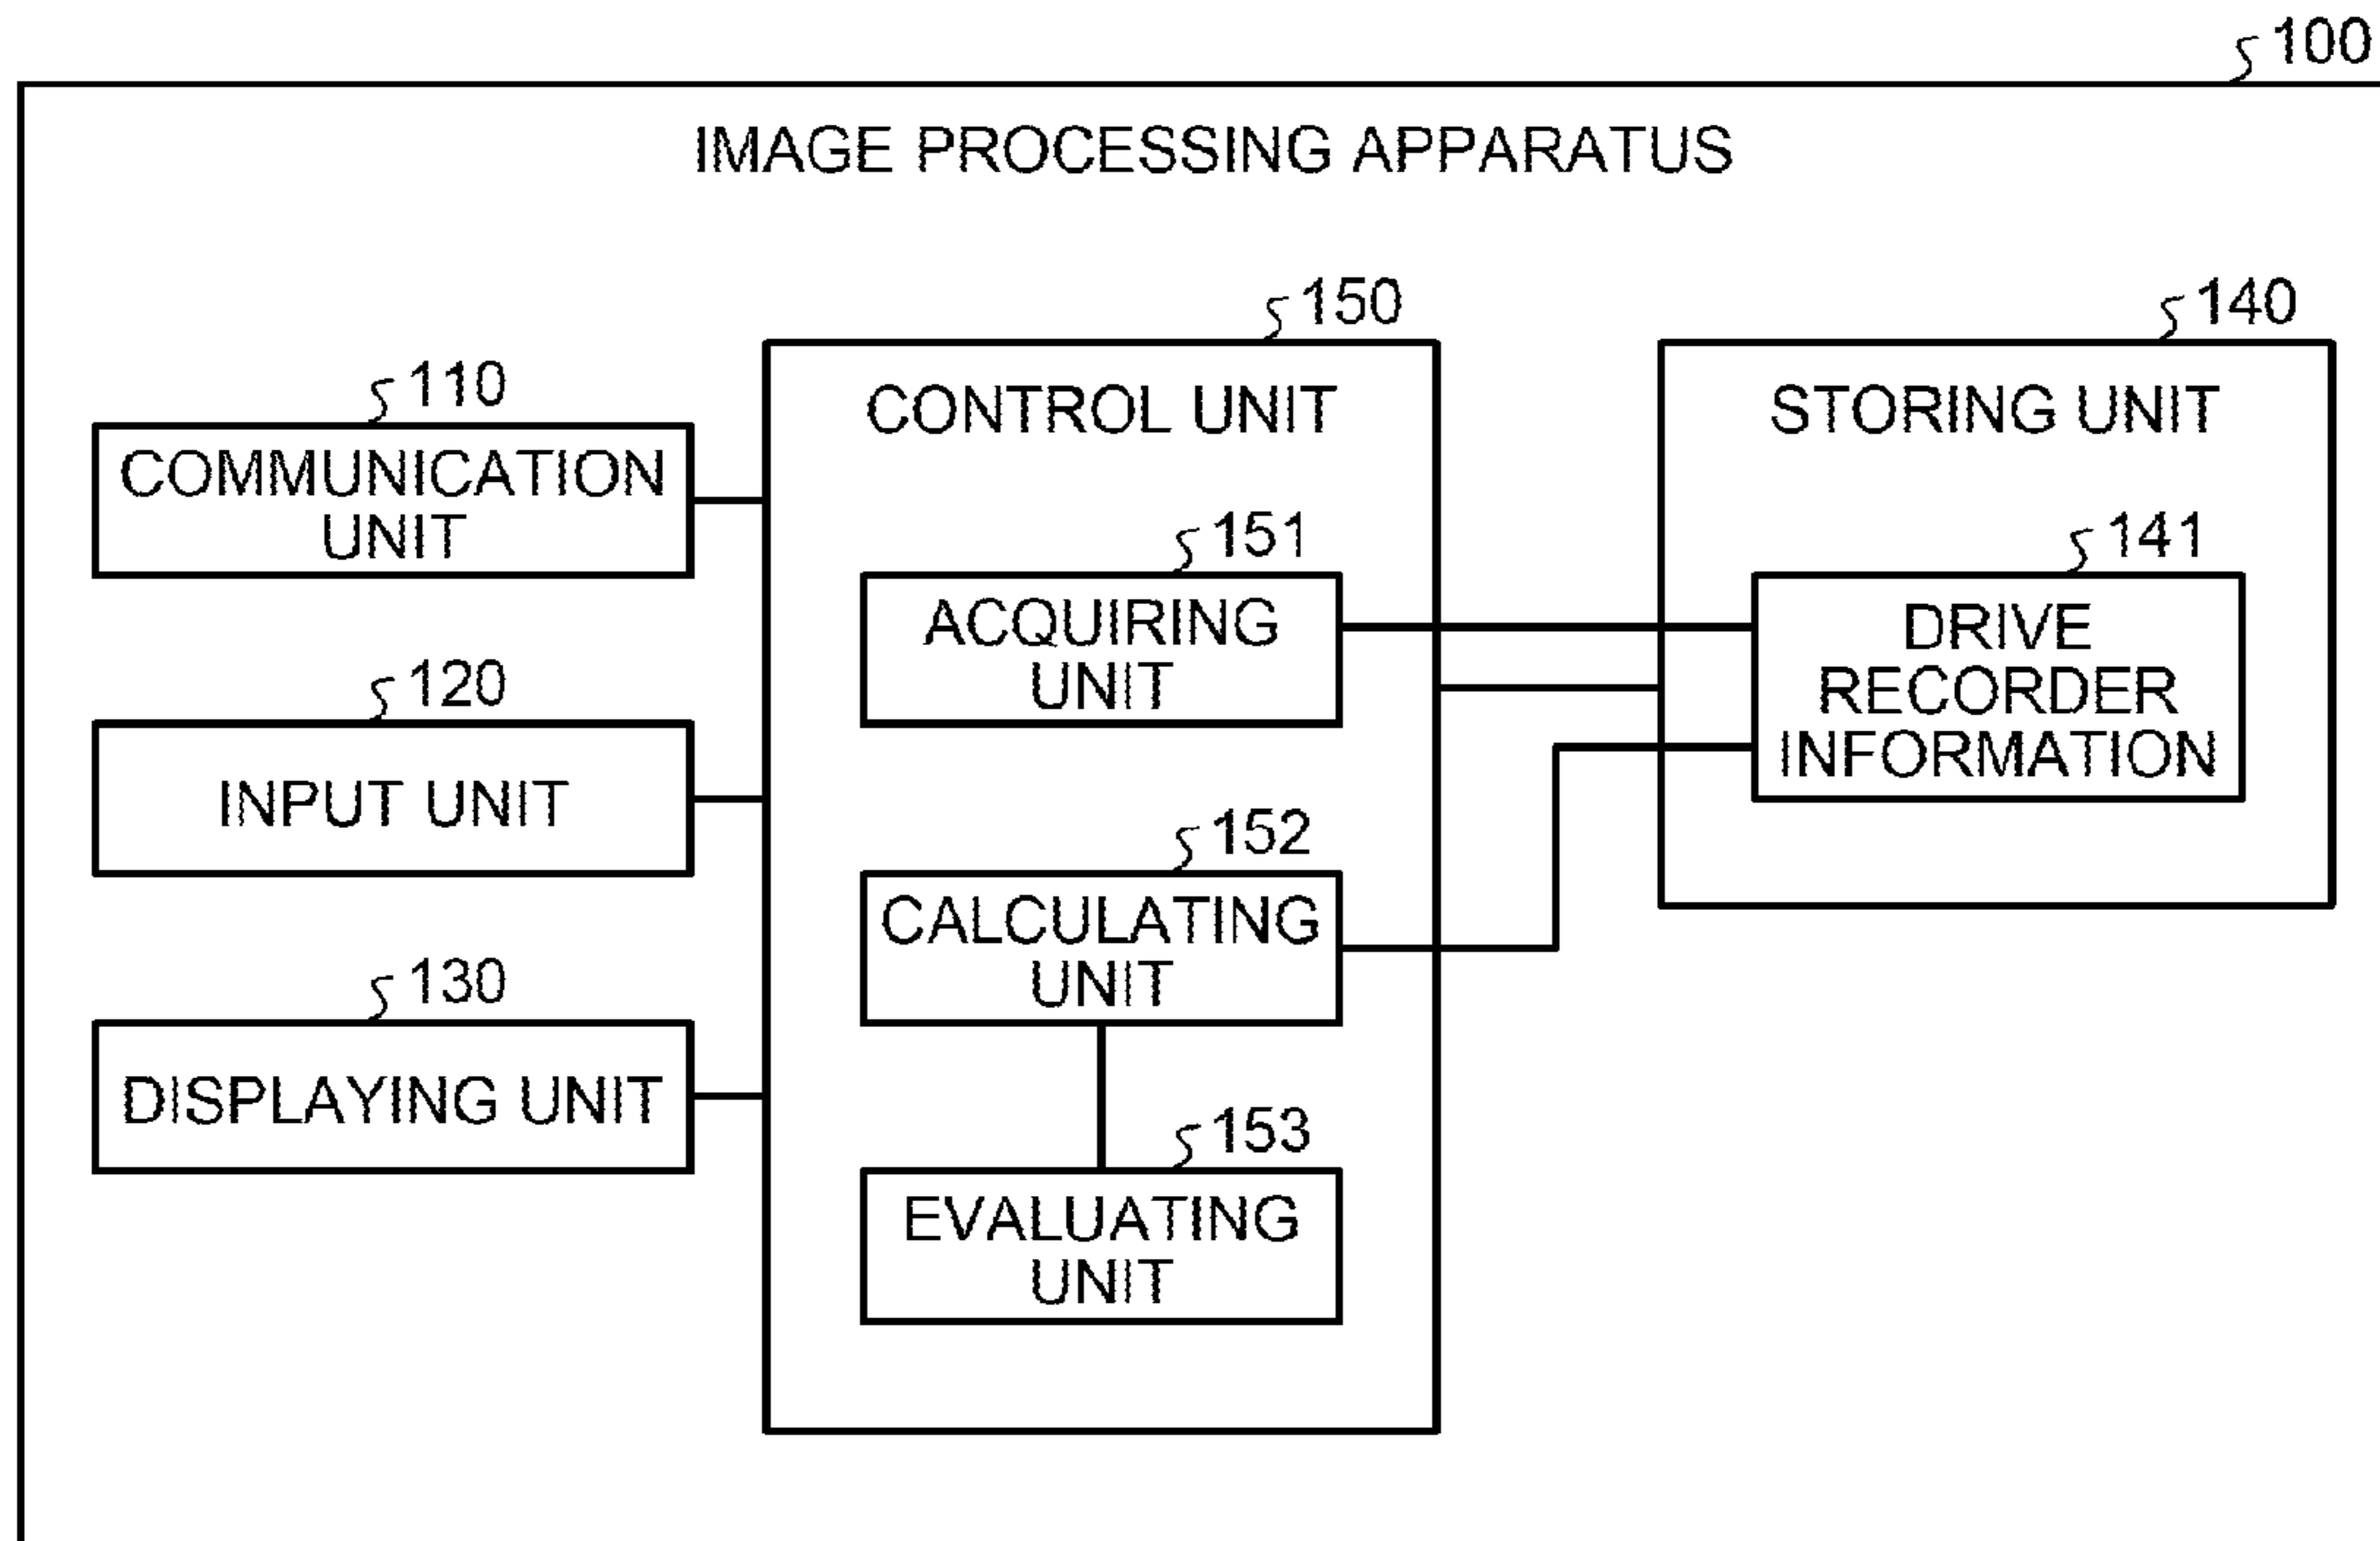 100
IMAGE PROCESSING APPARATUS
110
COMMUNICATION
UNIT
120
INPUT UNIT
130
DISPLAYING UNIT
150
CONTROL UNIT
151
ACQUIRING
UNIT
152
CALCULATING
UNIT
153
EVALUATING
UNIT
140
STORING UNIT
141
DRIVE
RECORDER
INFORMATION